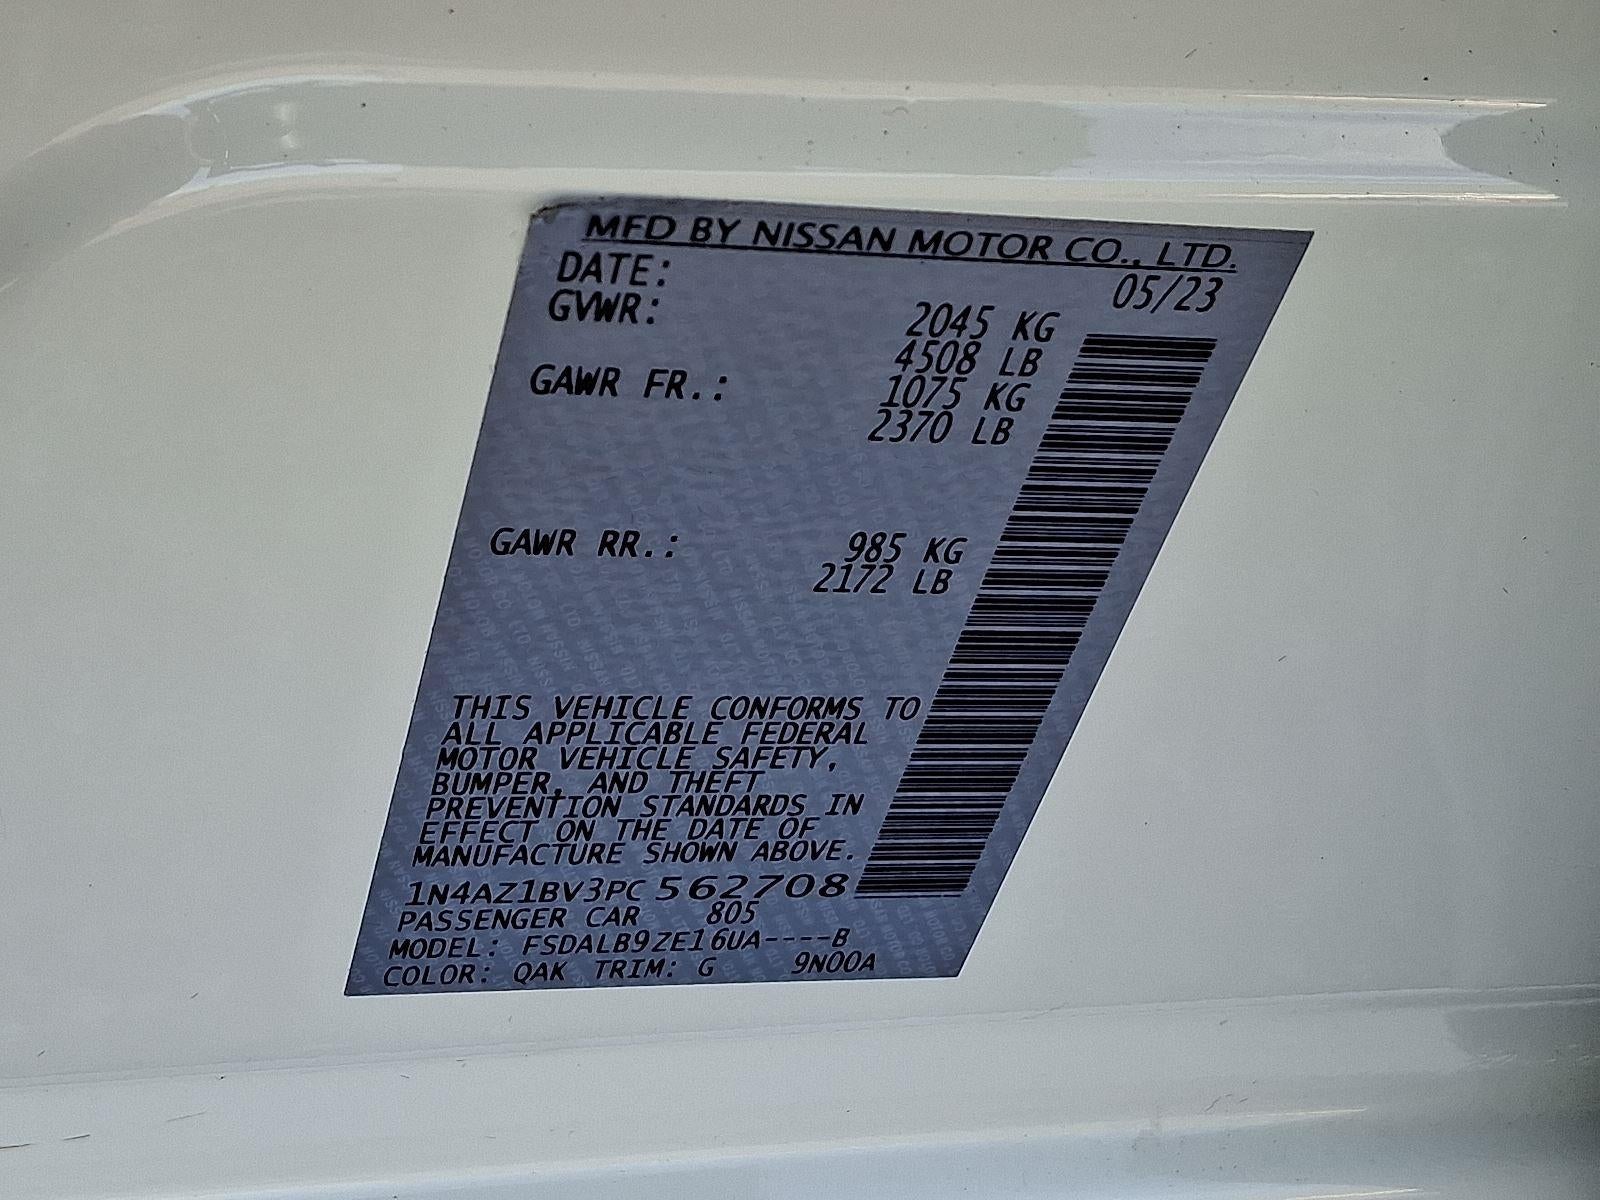 MFD BY NISSAN MOTOR CO., LTD.
DATE: 05/23
GVWR: 2045 KG
4508 LB
GAWR FR.: 1075 KG
2370 LB
GAWR RR.: 985 KG
2172 LB
THIS VEHICLE CONFORMS TO
ALL APPLICABLE FEDERAL
MOTOR VEHICLE SAFETY,
BUMPER, AND THEFT
PREVENTION STANDARDS IN
EFFECT ON THE DATE OF
MANUFACTURE SHOWN ABOVE.
1N4AZ1BV3PC562708
PASSENGER CAR 805
MODEL: FSDALB9ZE16UA----B
COLOR: QAK TRIM: G 9N00A